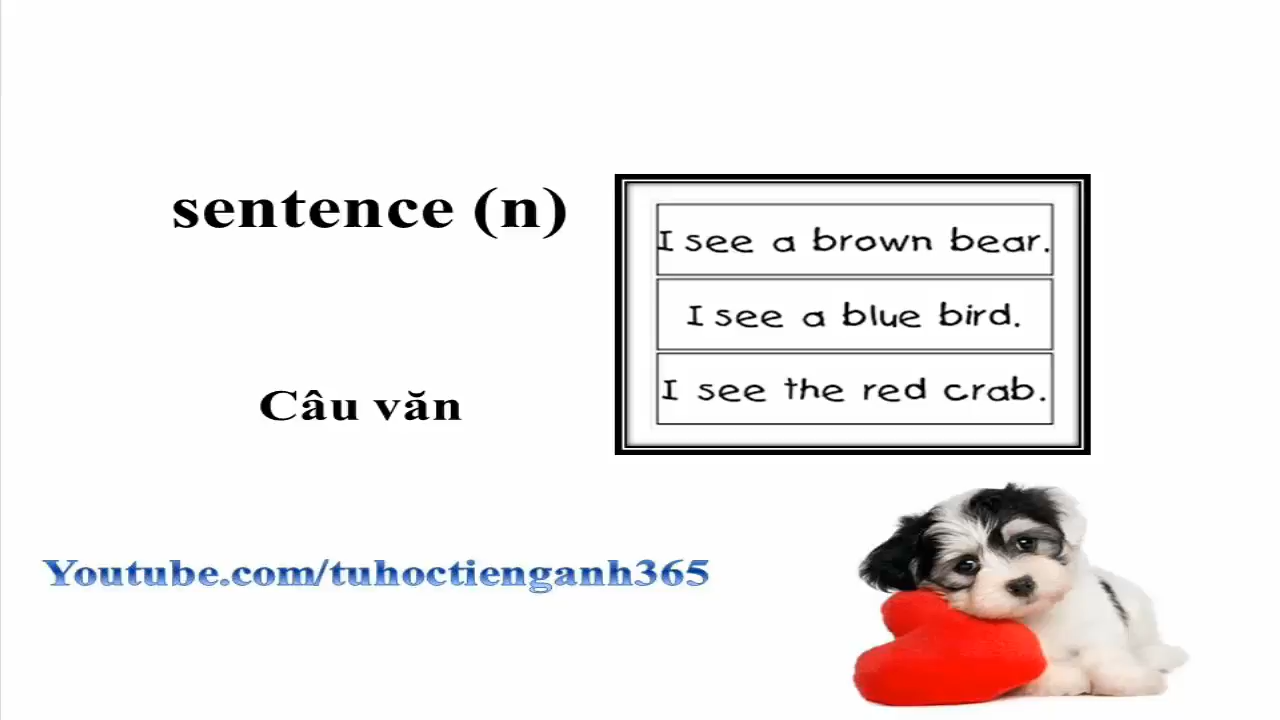 sentence (n)
I see a brown bear.
I see a blue bird.
I see the red crab.
Câu văn
Youtube.com/tuhoctienganh365